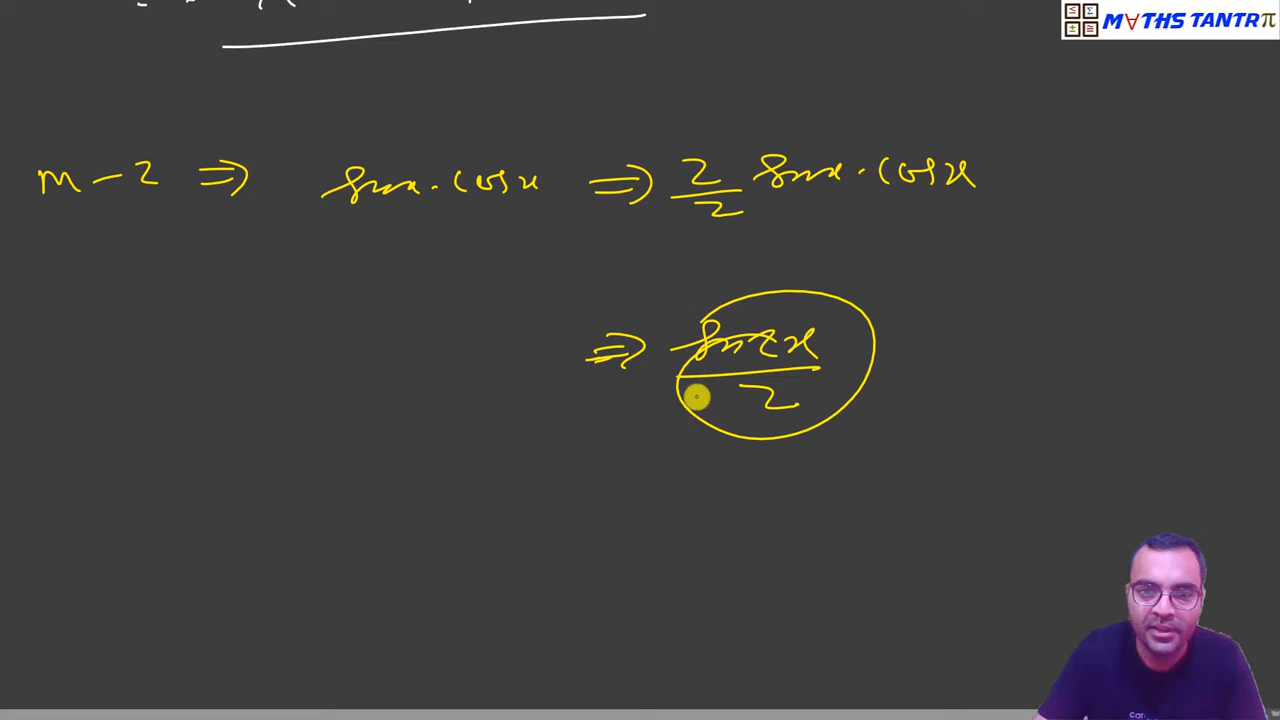 MATHS TANTRπ
m-2 ⇒ sinx.cosx ⇒ 2/2 sinx.cosx
⇒ sin2x/2